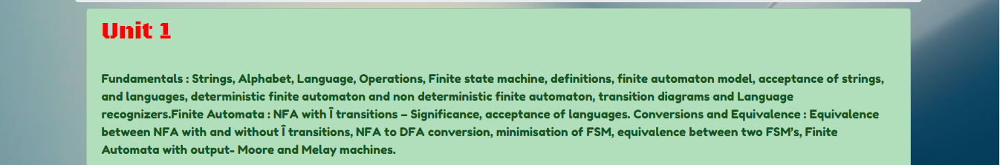 Unit 1
Fundamentals : Strings, Alphabet, Language, Operations, Finite state machine, definitions, finite automaton model, acceptance of strings,
and languages, deterministic finite automaton and non deterministic finite automaton, transition diagrams and Language
recognizers.Finite Automata : NFA with Î transitions – Significance, acceptance of languages. Conversions and Equivalence : Equivalence
between NFA with and without Î transitions, NFA to DFA conversion, minimisation of FSM, equivalence between two FSM’s, Finite
Automata with output- Moore and Melay machines.